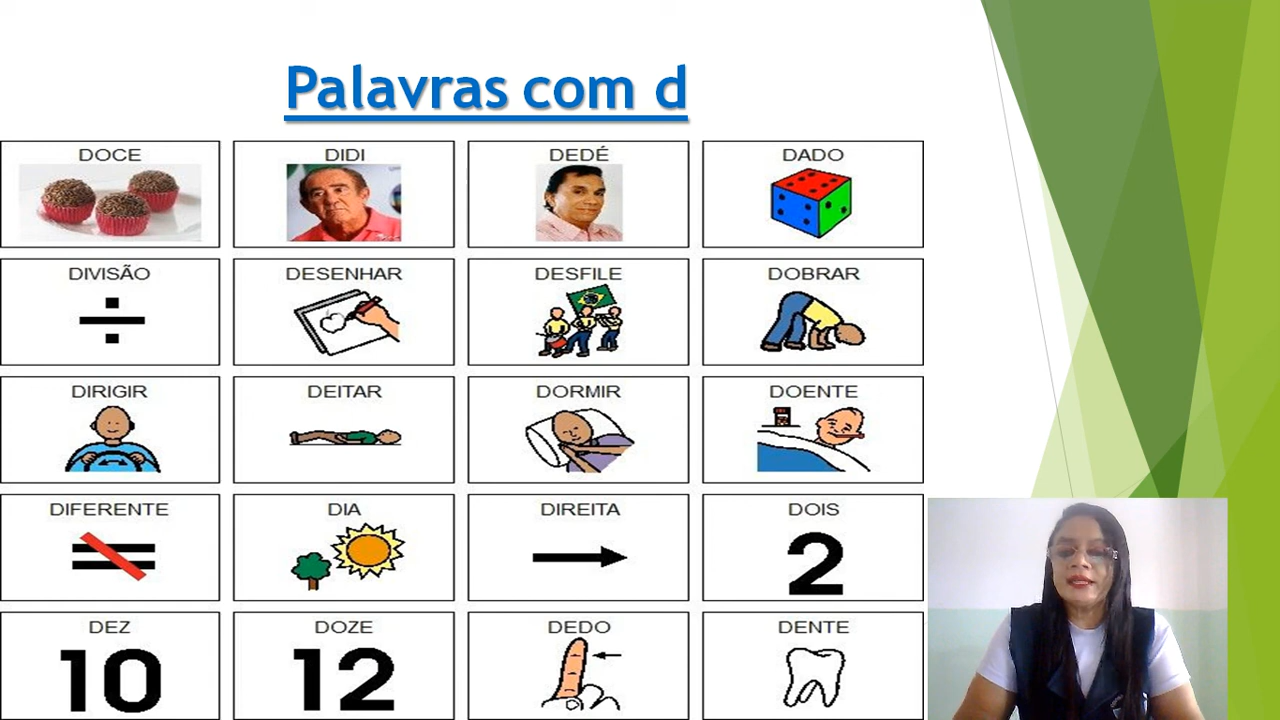 Palavras com d
DOCE DIDI DEDÉ DADO
DIVISÃO DESENHAR DESFILE DOBRAR
DIRIGIR DEITAR DORMIR DOENTE
DIFERENTE DIA DIREITA DOIS
2
DEZ DOZE DEDO DENTE
10 12